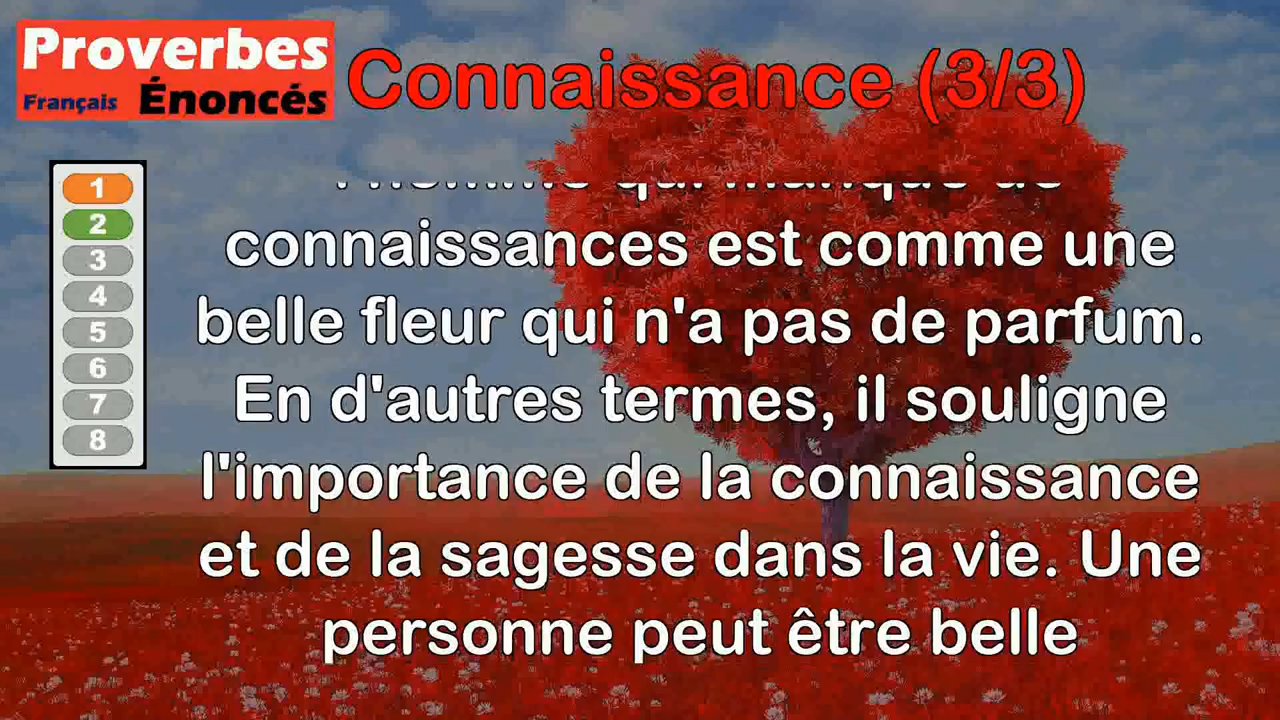 Proverbes
Français Énoncés
Connaissance (3/3)
1
2
3
4
5
6
7
8
connaissances est comme une
belle fleur qui n'a pas de parfum.
En d'autres termes, il souligne
l'importance de la connaissance
et de la sagesse dans la vie. Une
personne peut être belle